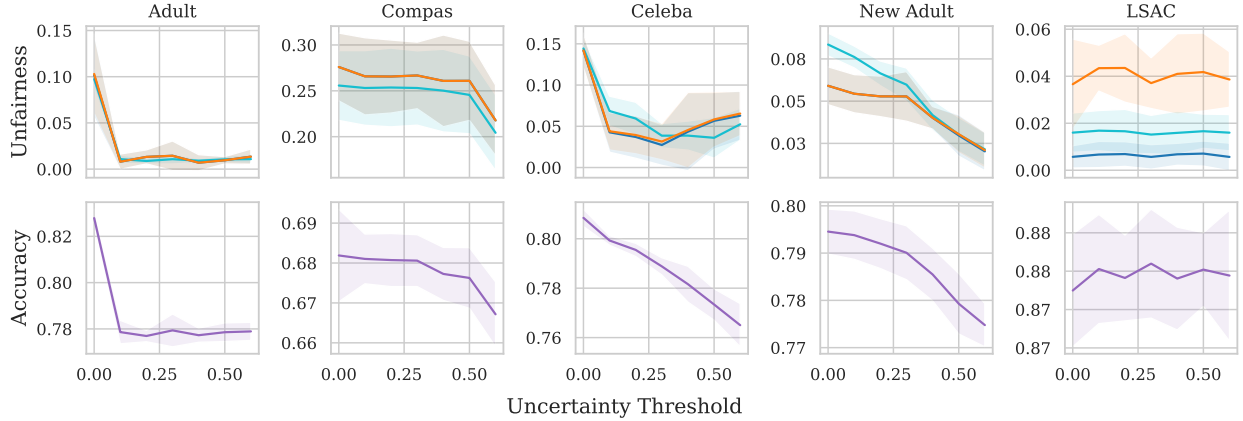 Adult Compas Celeba New Adult LSAC
Unfairness
0.15 0.10 0.05 0.00
0.30 0.25 0.20
0.15 0.10 0.05 0.00
0.08 0.05 0.03
0.06 0.04 0.02 0.00
Accuracy
0.82 0.80 0.78
0.69 0.68 0.67 0.66
0.80 0.78 0.76
0.80 0.79 0.78 0.77
0.88 0.88 0.87 0.87
0.00 0.25 0.50 0.00 0.25 0.50 0.00 0.25 0.50 0.00 0.25 0.50 0.00 0.25 0.50
Uncertainty Threshold